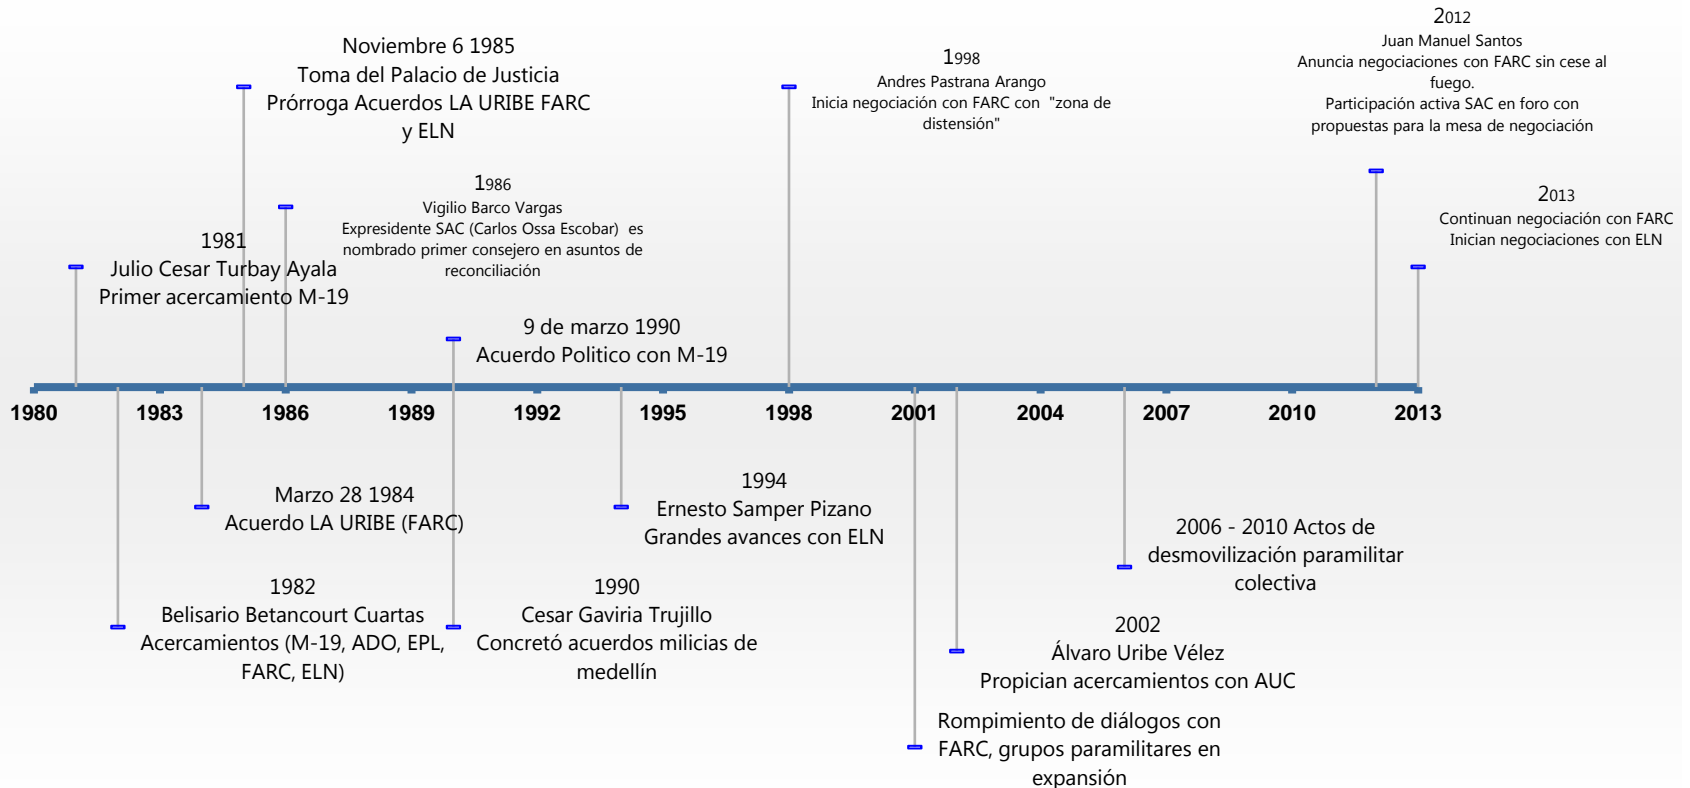 Noviembre 6 1985
Toma del Palacio de Justicia
Prórroga Acuerdos LA URIBE FARC
y ELN
1998
Andres Pastrana Arango
Inicia negociación con FARC con "zona de
distensión"
2012
Juan Manuel Santos
Anuncia negociaciones con FARC sin cese al
fuego.
Participación activa SAC en foro con
propuestas para la mesa de negociación
1986
Vigilio Barco Vargas
Expresidente SAC (Carlos Ossa Escobar) es
nombrado primer consejero en asuntos de
reconciliación
2013
Continuan negociación con FARC
Inician negociaciones con ELN
1981
Julio Cesar Turbay Ayala
Primer acercamiento M-19
9 de marzo 1990
Acuerdo Politico con M-19
1980 1983 1986 1989 1992 1995 1998 2001 2004 2007 2010 2013
Marzo 28 1984
Acuerdo LA URIBE (FARC)
1994
Ernesto Samper Pizano
Grandes avances con ELN
2006 - 2010 Actos de
desmovilización paramilitar
colectiva
1982
Belisario Betancourt Cuartas
Acercamientos (M-19, ADO, EPL,
FARC, ELN)
1990
Cesar Gaviria Trujillo
Concretó acuerdos milicias de
medellín
2002
Álvaro Uribe Vélez
Propician acercamientos con AUC
Rompimiento de diálogos con
FARC, grupos paramilitares en
expansión